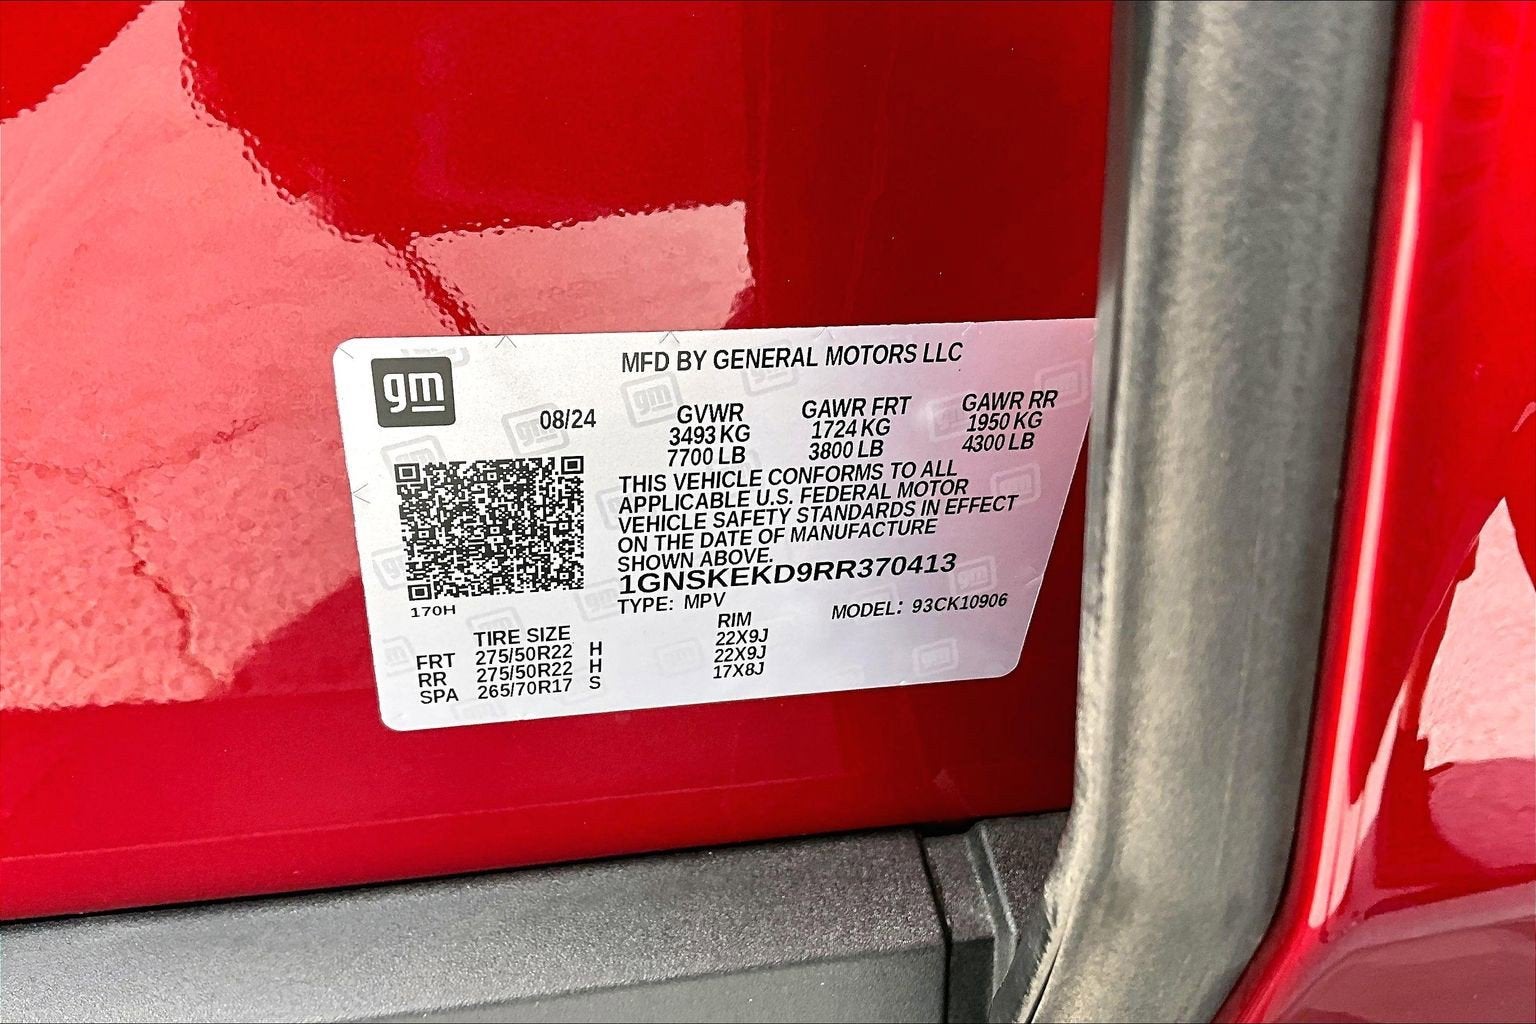 gm
MFD BY GENERAL MOTORS LLC
08/24 GVWR GAWR FRT GAWR RR
3493 KG 1724 KG 1950 KG
7700 LB 3800 LB 4300 LB
THIS VEHICLE CONFORMS TO ALL
APPLICABLE U.S. FEDERAL MOTOR
VEHICLE SAFETY STANDARDS IN EFFECT
ON THE DATE OF MANUFACTURE
SHOWN ABOVE.
1GNSKEKD9RR370413
170H TYPE: MPV MODEL: 93CK10906
TIRE SIZE RIM
FRT 275/50R22 H 22X9J
RR 275/50R22 H 22X9J
SPA 265/70R17 S 17X8J